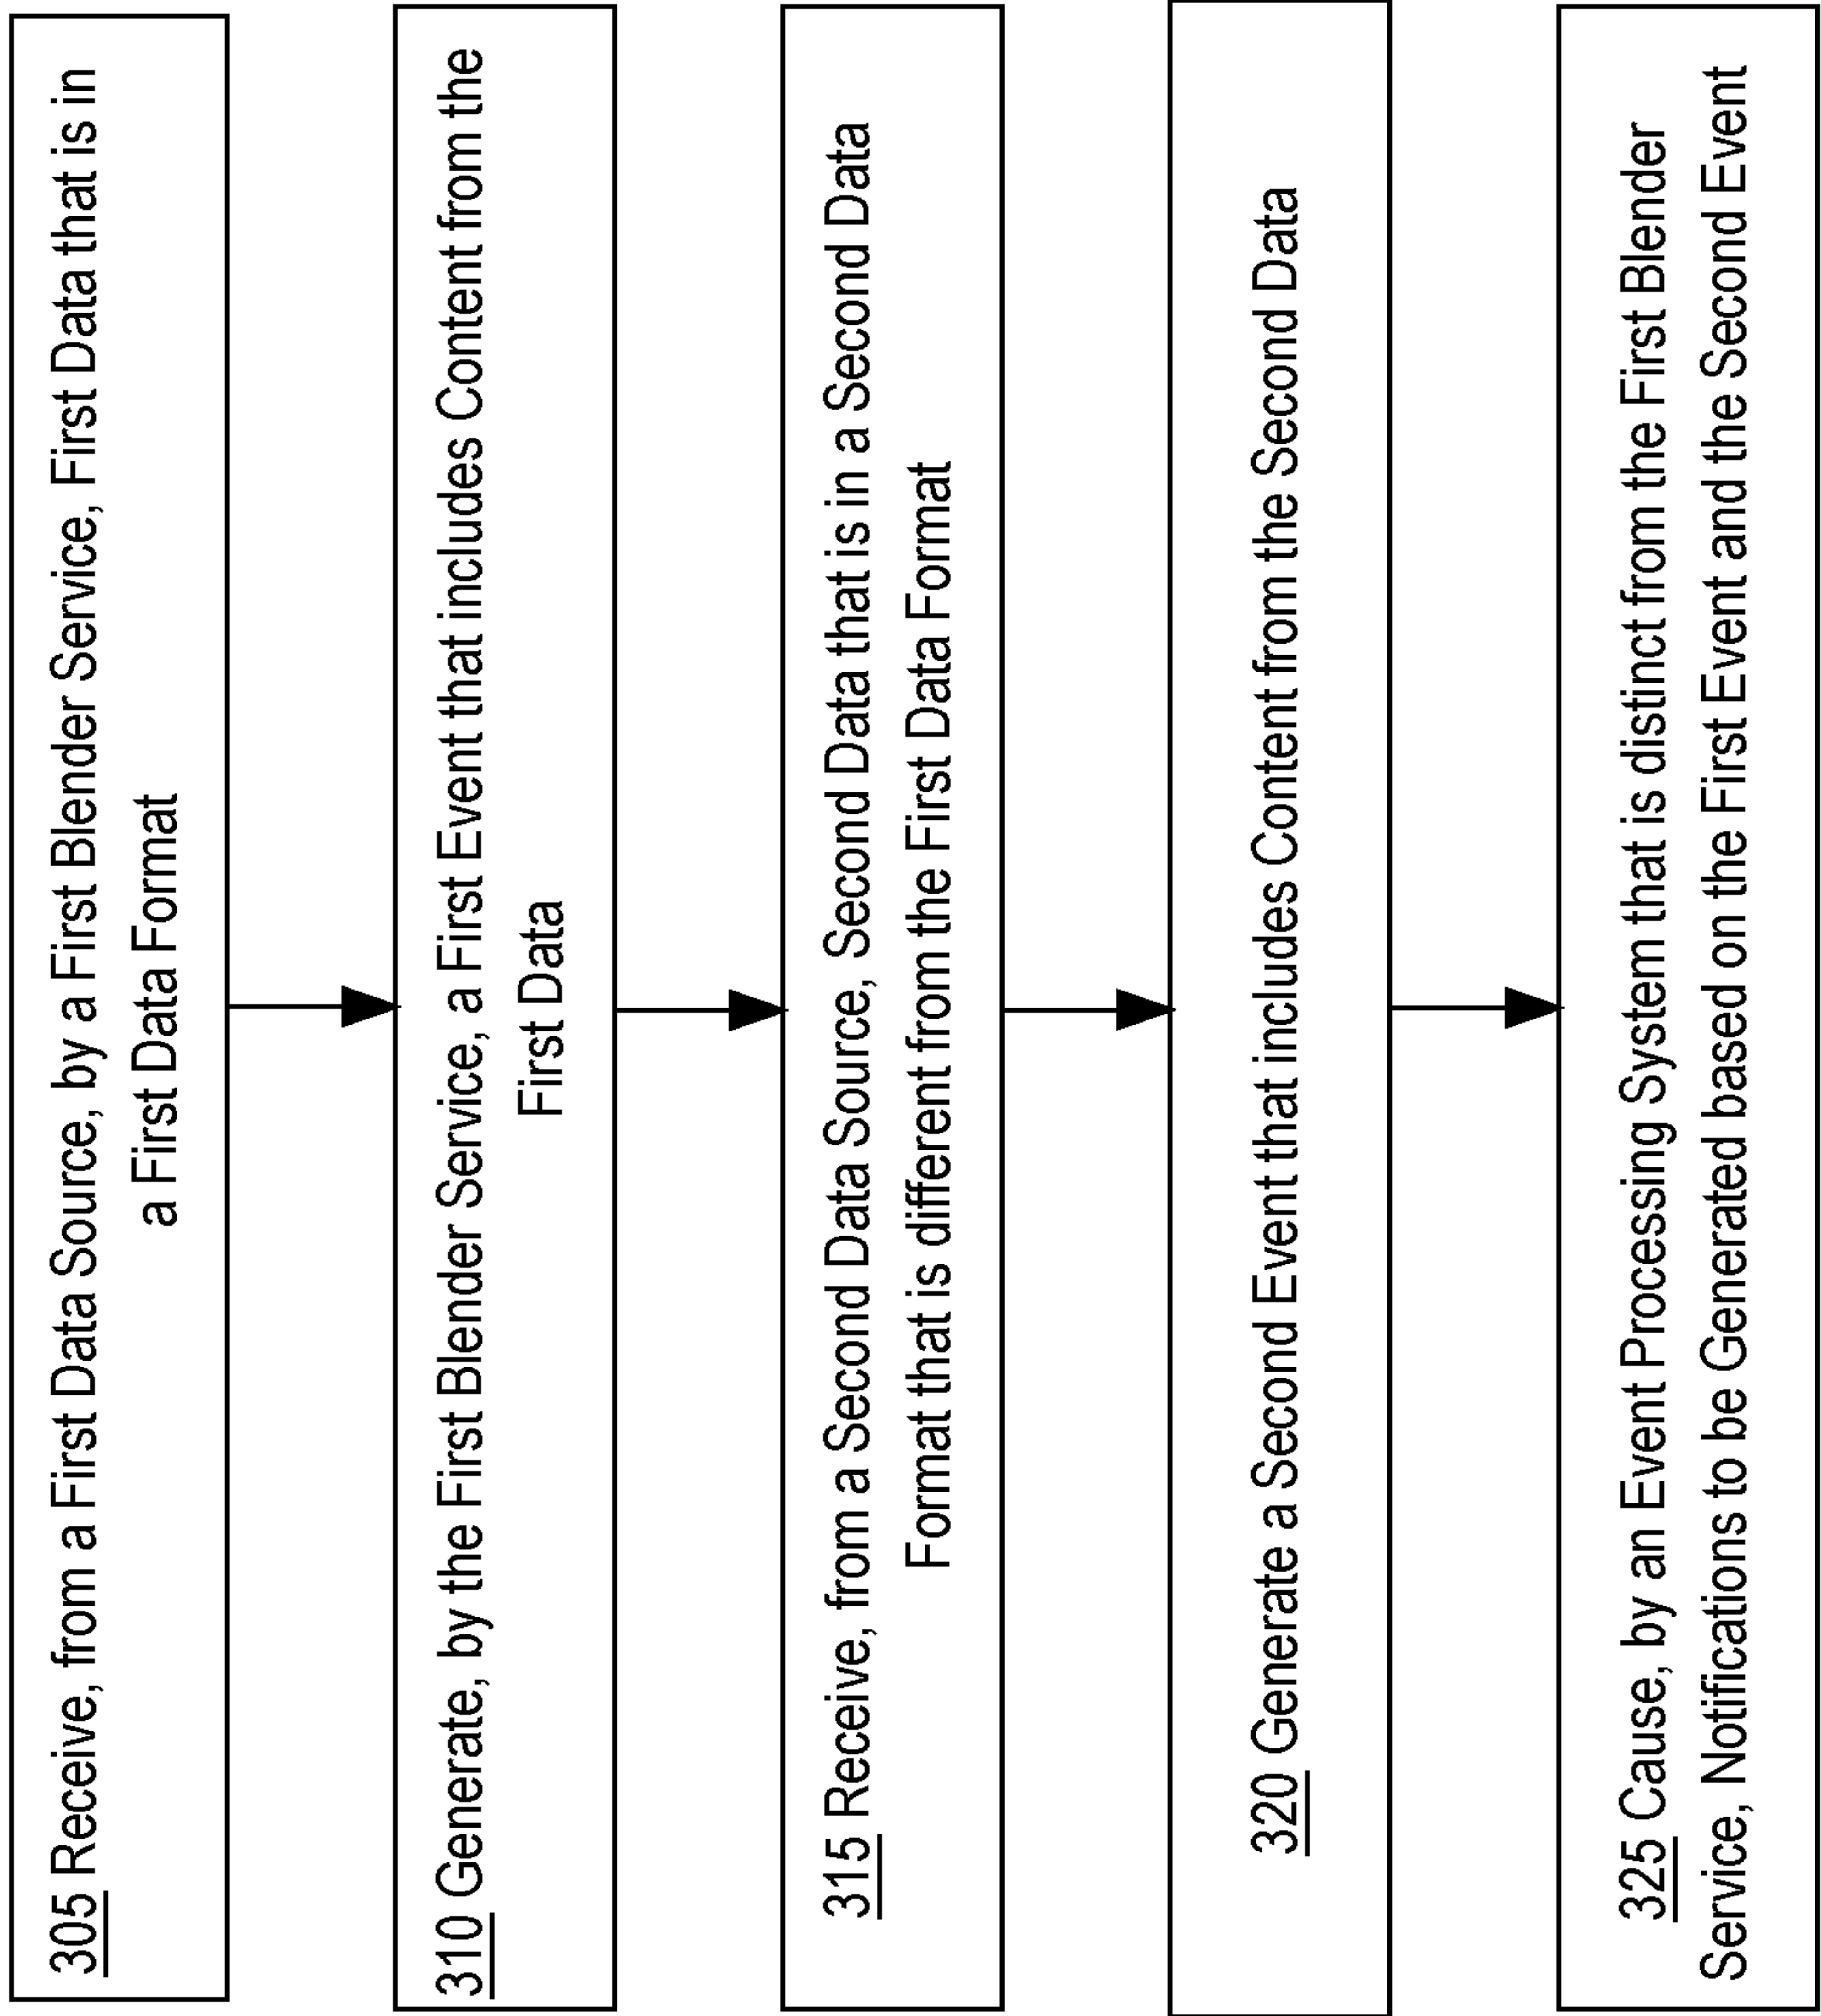 305 Receive, from a First Data Source, by a First Blender Service, First Data that is in
a First Data Format
310 Generate, by the First Blender Service, a First Event that includes Content from the
First Data
315 Receive, from a Second Data Source, Second Data that is in a Second Data
Format that is different from the First Data Format
320 Generate a Second Event that includes Content from the Second Data
325 Cause, by an Event Processing System that is distinct from the First Blender
Service, Notifications to be Generated based on the First Event and the Second Event